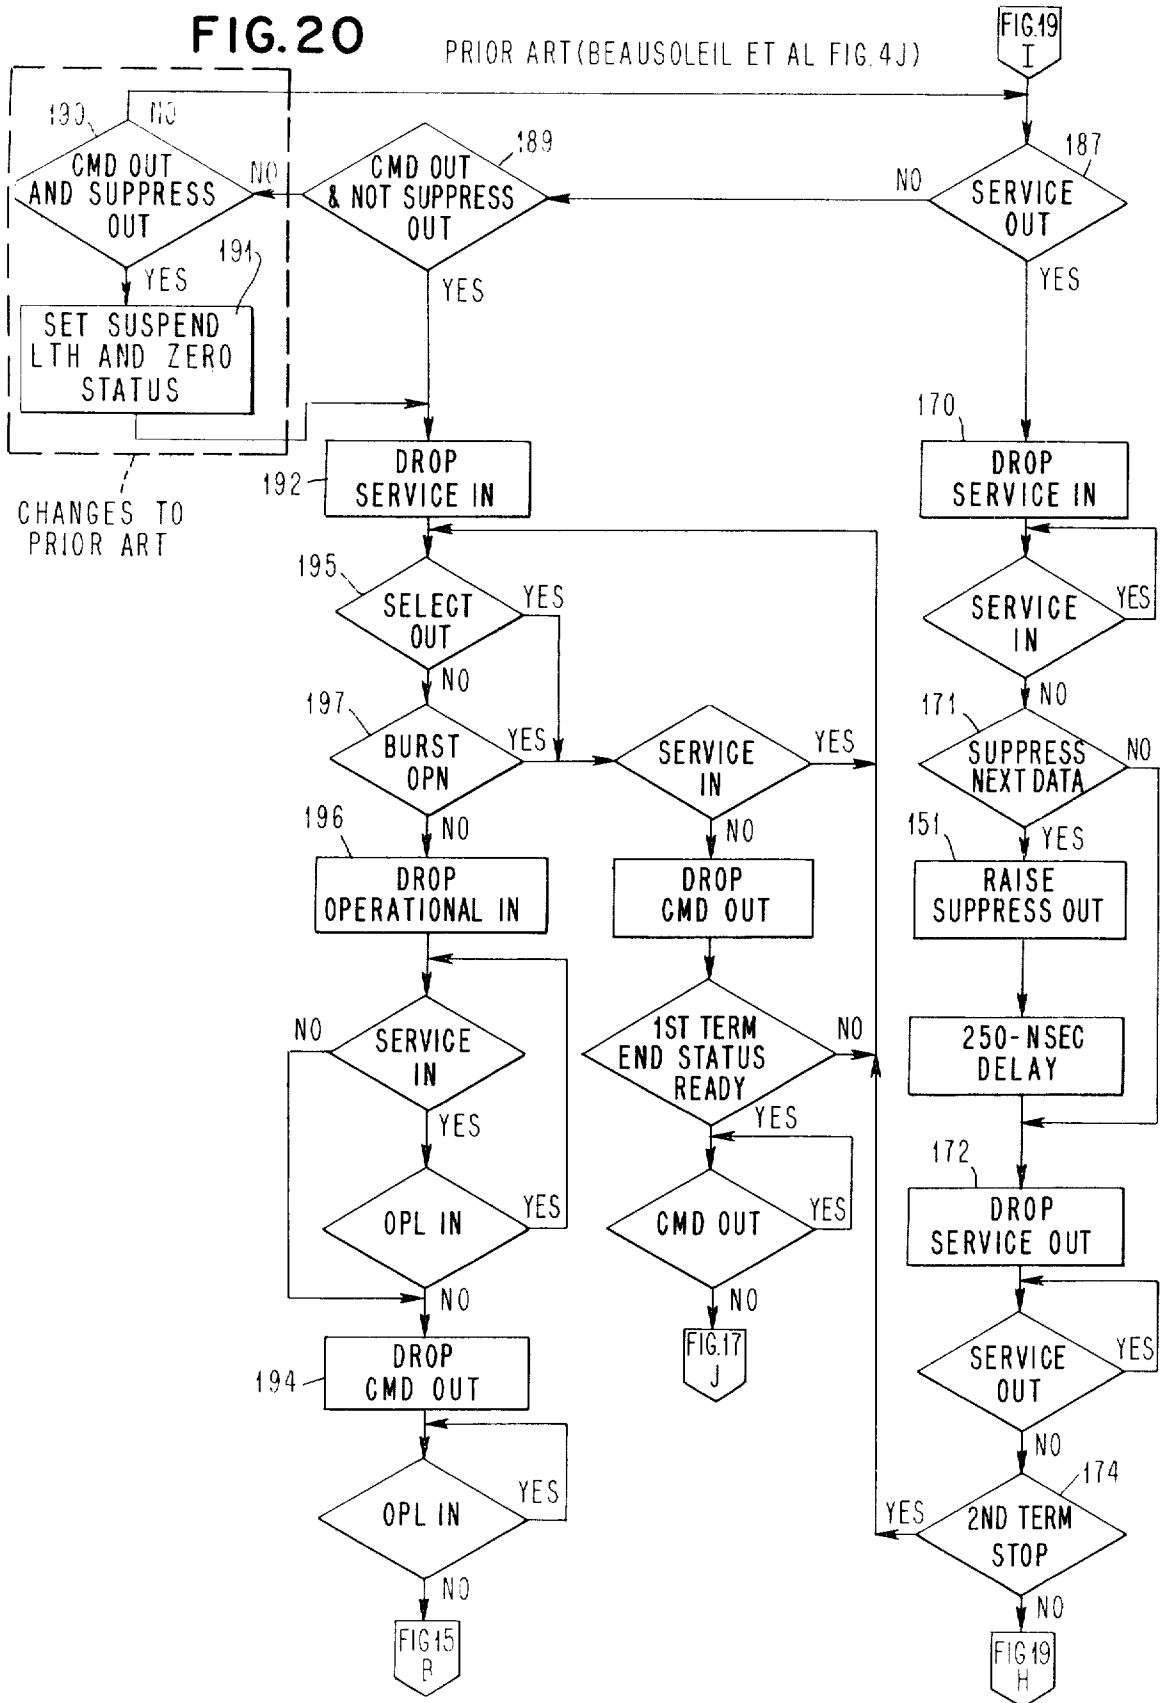 FIG.20
PRIOR ART (BEAUSOLEIL ET AL FIG. 4J)
FIG.19
I
190
NO
CMD OUT
AND SUPPRESS
OUT
NO
YES
191
SET SUSPEND
LTH AND ZERO
STATUS
CHANGES TO
PRIOR ART
189
CMD OUT
& NOT SUPPRESS
OUT
YES
NO
187
SERVICE
OUT
YES
192
DROP
SERVICE IN
195
SELECT
OUT
YES
NO
197
BURST
OPN
YES
NO
196
DROP
OPERATIONAL IN
NO
SERVICE
IN
YES
OPL IN
YES
NO
194
DROP
CMD OUT
OPL IN
YES
NO
FIG 15
B
SERVICE
IN
YES
NO
DROP
CMD OUT
1ST TERM
END STATUS
READY
NO
YES
CMD OUT
YES
NO
FIG.17
J
170
DROP
SERVICE IN
SERVICE
IN
YES
NO
171
SUPPRESS
NEXT DATA
NO
YES
151
RAISE
SUPPRESS OUT
250-NSEC
DELAY
172
DROP
SERVICE OUT
SERVICE
OUT
YES
NO
174
2ND TERM
STOP
YES
NO
FIG 19
H